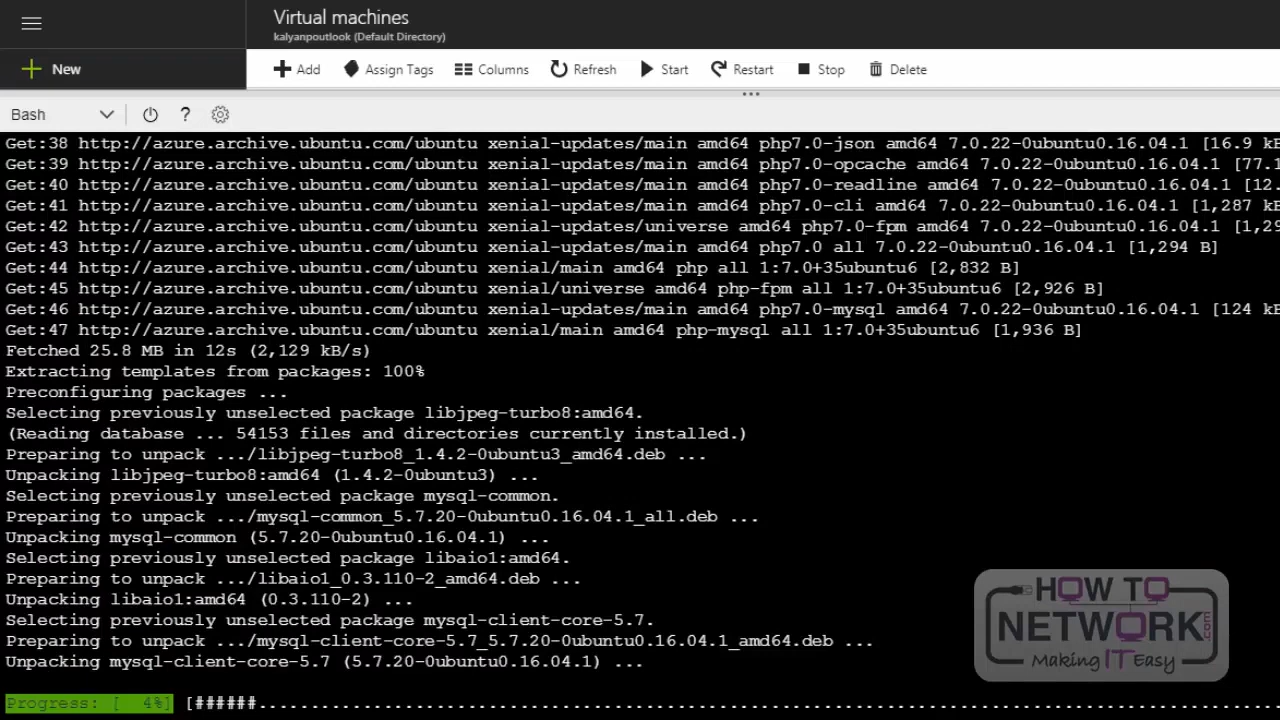 Virtual machines
kalyanpoutlook (Default Directory)
New
Add Assign Tags Columns Refresh Start Restart Stop Delete
Bash ?
Get:38 http://azure.archive.ubuntu.com/ubuntu xenial-updates/main amd64 php7.0-json amd64 7.0.22-0ubuntu0.16.04.1 [16.9 kB
Get:39 http://azure.archive.ubuntu.com/ubuntu xenial-updates/main amd64 php7.0-opcache amd64 7.0.22-0ubuntu0.16.04.1 [77.1
Get:40 http://azure.archive.ubuntu.com/ubuntu xenial-updates/main amd64 php7.0-readline amd64 7.0.22-0ubuntu0.16.04.1 [12.
Get:41 http://azure.archive.ubuntu.com/ubuntu xenial-updates/main amd64 php7.0-cli amd64 7.0.22-0ubuntu0.16.04.1 [1,287 kB
Get:42 http://azure.archive.ubuntu.com/ubuntu xenial-updates/universe amd64 php7.0-fpm amd64 7.0.22-0ubuntu0.16.04.1 [1,29
Get:43 http://azure.archive.ubuntu.com/ubuntu xenial-updates/main amd64 php7.0 all 7.0.22-0ubuntu0.16.04.1 [1,294 B]
Get:44 http://azure.archive.ubuntu.com/ubuntu xenial/main amd64 php all 1:7.0+35ubuntu6 [2,832 B]
Get:45 http://azure.archive.ubuntu.com/ubuntu xenial/universe amd64 php-fpm all 1:7.0+35ubuntu6 [2,926 B]
Get:46 http://azure.archive.ubuntu.com/ubuntu xenial-updates/main amd64 php7.0-mysql amd64 7.0.22-0ubuntu0.16.04.1 [124 kB
Get:47 http://azure.archive.ubuntu.com/ubuntu xenial/main amd64 php-mysql all 1:7.0+35ubuntu6 [1,936 B]
Fetched 25.8 MB in 12s (2,129 kB/s)
Extracting templates from packages: 100%
Preconfiguring packages ...
Selecting previously unselected package libjpeg-turbo8:amd64.
(Reading database ... 54153 files and directories currently installed.)
Preparing to unpack .../libjpeg-turbo8_1.4.2-0ubuntu3_amd64.deb ...
Unpacking libjpeg-turbo8:amd64 (1.4.2-0ubuntu3) ...
Selecting previously unselected package mysql-common.
Preparing to unpack .../mysql-common_5.7.20-0ubuntu0.16.04.1_all.deb ...
Unpacking mysql-common (5.7.20-0ubuntu0.16.04.1) ...
Selecting previously unselected package libaio1:amd64.
Preparing to unpack .../libaio1_0.3.110-2_amd64.deb ...
Unpacking libaio1:amd64 (0.3.110-2) ...
Selecting previously unselected package mysql-client-core-5.7.
Preparing to unpack .../mysql-client-core-5.7_5.7.20-0ubuntu0.16.04.1_amd64.deb ...
Unpacking mysql-client-core-5.7 (5.7.20-0ubuntu0.16.04.1) ...
Progress: [  4%] [######..................................................................................................
HOW TO
NETWORK.com
Making IT Easy